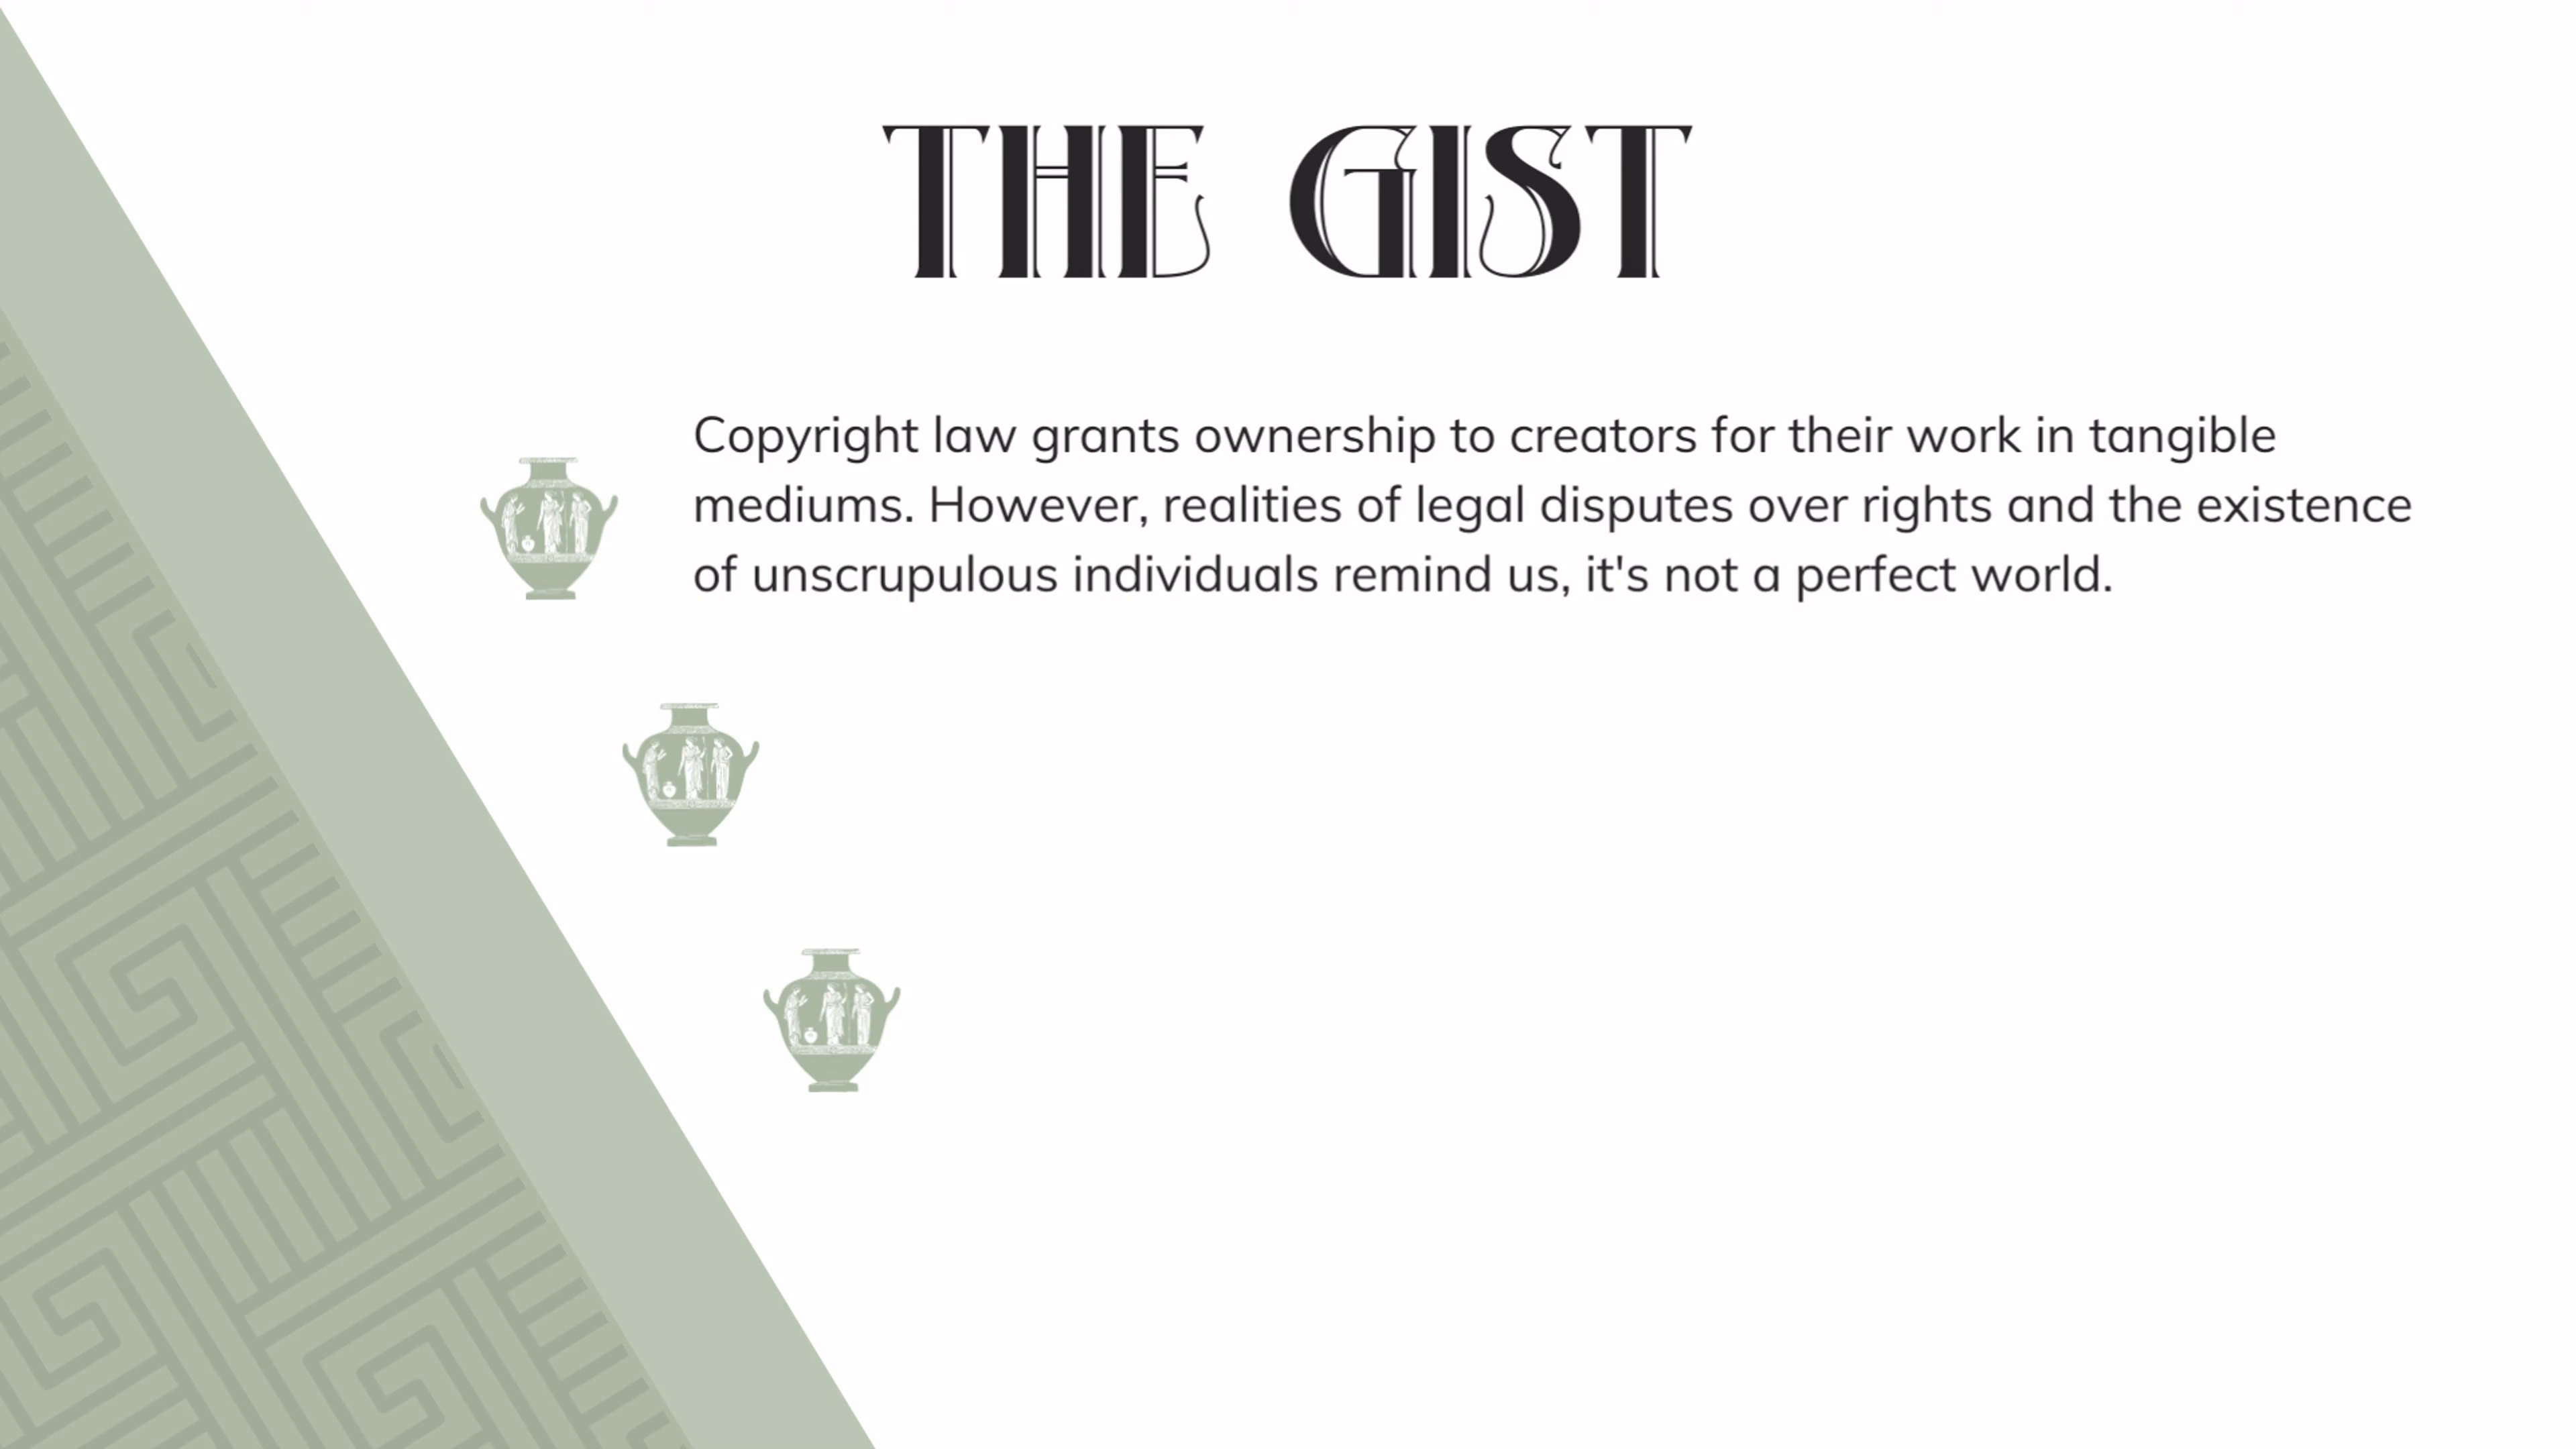 THE GIST
Copyright law grants ownership to creators for their work in tangible
mediums. However, realities of legal disputes over rights and the existence
of unscrupulous individuals remind us, it's not a perfect world.